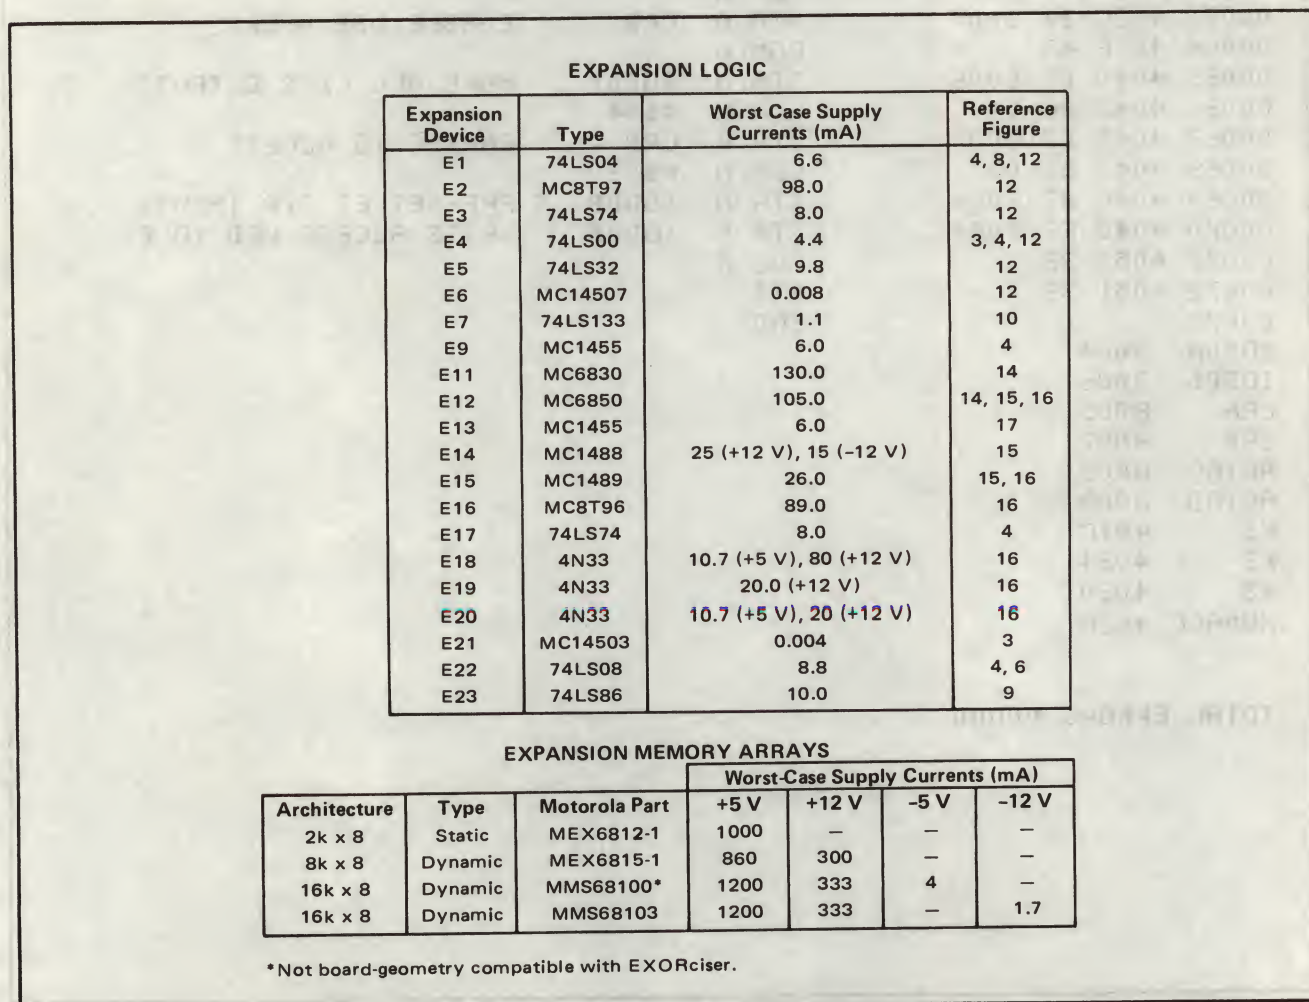 EXPANSION LOGIC
Expansion Device Type Worst Case Supply Currents (mA) Reference Figure
E1 74LS04 6.6 4, 8, 12
E2 MC8T97 98.0 12
E3 74LS74 8.0 12
E4 74LS00 4.4 3, 4, 12
E5 74LS32 9.8 12
E6 MC14507 0.008 12
E7 74LS133 1.1 10
E9 MC1455 6.0 4
E11 MC6830 130.0 14
E12 MC6850 105.0 14, 15, 16
E13 MC1455 6.0 17
E14 MC1488 25 (+12 V), 15 (-12 V) 15
E15 MC1489 26.0 15, 16
E16 MC8T96 89.0 16
E17 74LS74 8.0 4
E18 4N33 10.7 (+5 V), 80 (+12 V) 16
E19 4N33 20.0 (+12 V) 16
E20 4N33 10.7 (+5 V), 20 (+12 V) 16
E21 MC14503 0.004 3
E22 74LS08 8.8 4, 6
E23 74LS86 10.0 9
EXPANSION MEMORY ARRAYS
Worst-Case Supply Currents (mA)
Architecture Type Motorola Part +5 V +12 V -5 V -12 V
2k x 8 Static MEX6812-1 1000 — — —
8k x 8 Dynamic MEX6815-1 860 300 — —
16k x 8 Dynamic MMS68100* 1200 333 4 —
16k x 8 Dynamic MMS68103 1200 333 — 1.7
*Not board-geometry compatible with EXORciser.